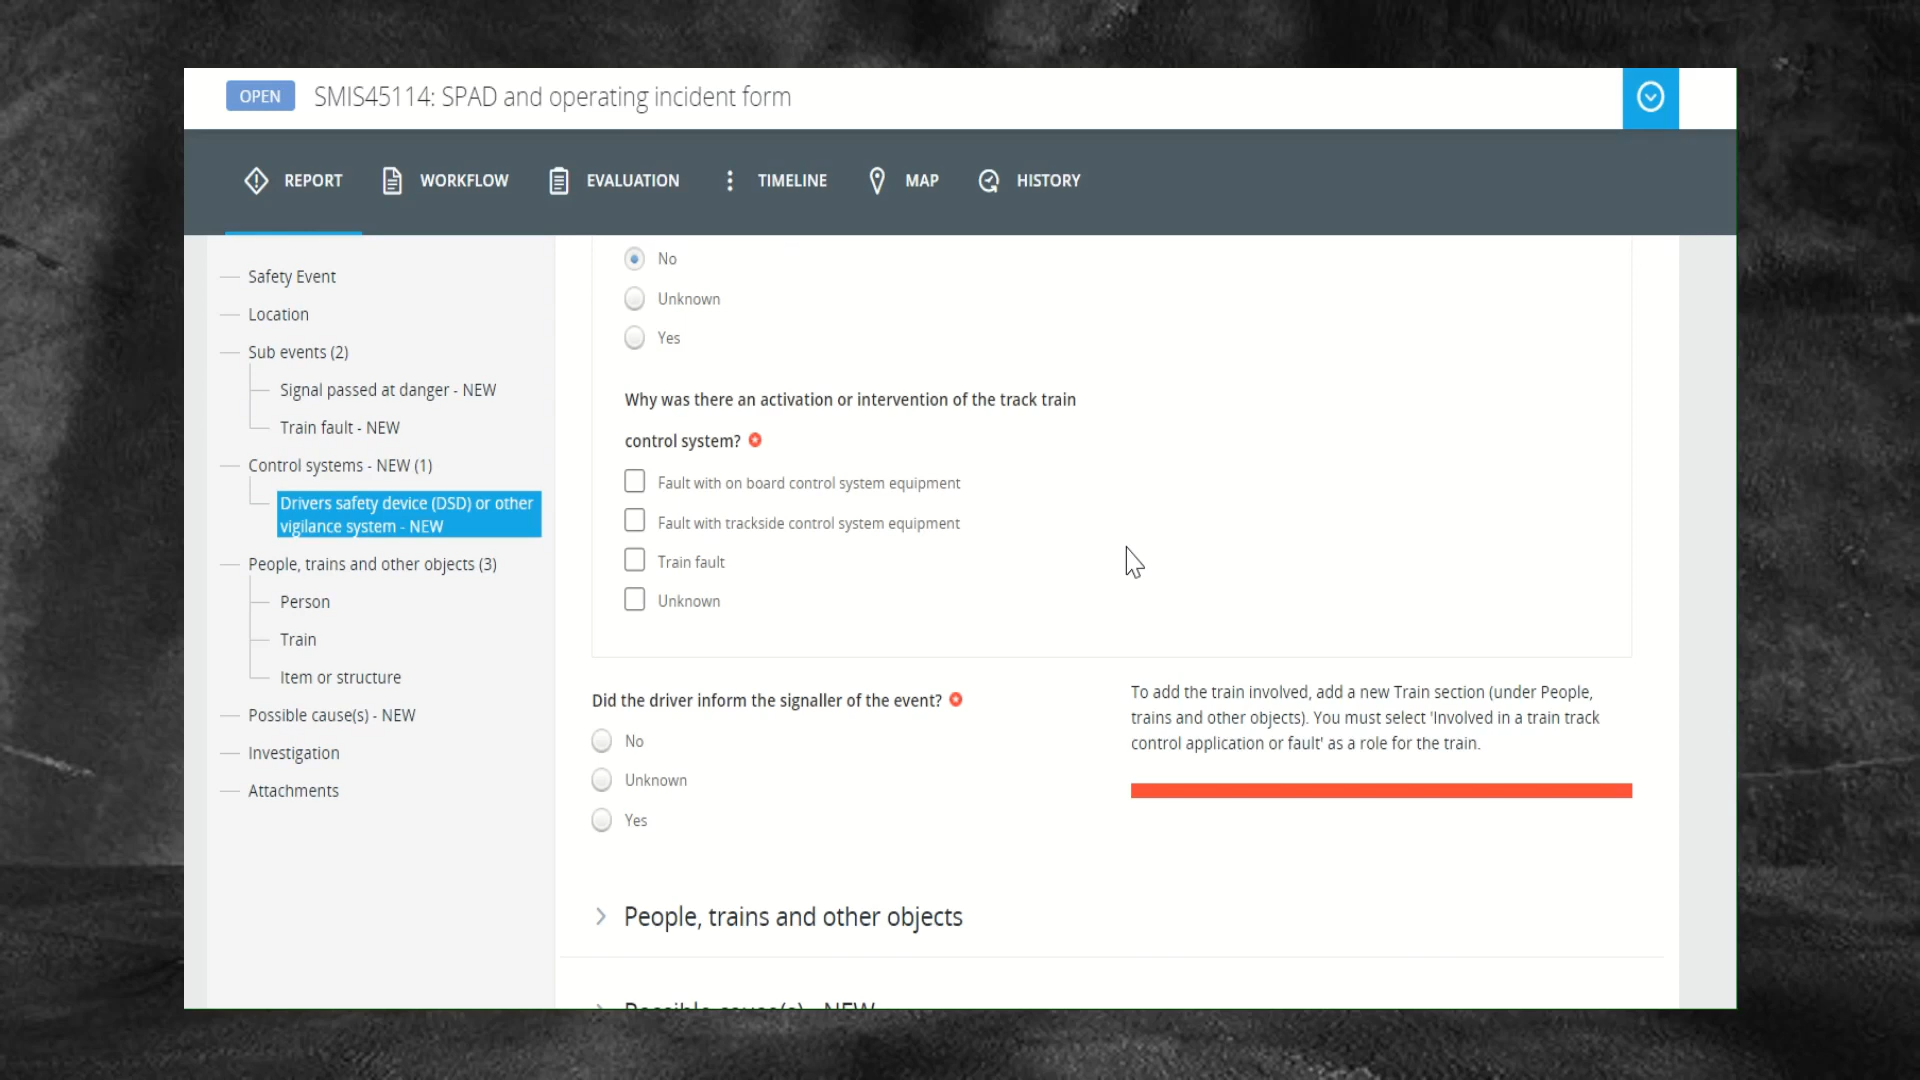 OPEN SMIS45114: SPAD and operating incident form
REPORT WORKFLOW EVALUATION TIMELINE MAP HISTORY
Safety Event
Location
Sub events (2)
Signal passed at danger - NEW
Train fault - NEW
Control systems - NEW (1)
Drivers safety device (DSD) or other
vigilance system - NEW
People, trains and other objects (3)
Person
Train
Item or structure
Possible cause(s) - NEW
Investigation
Attachments
No
Unknown
Yes
Why was there an activation or intervention of the track train
control system?
Fault with on board control system equipment
Fault with trackside control system equipment
Train fault
Unknown
Did the driver inform the signaller of the event?
No
Unknown
Yes
To add the train involved, add a new Train section (under People,
trains and other objects). You must select 'Involved in a train track
control application or fault' as a role for the train.
People, trains and other objects
Possible cause(s) - NEW